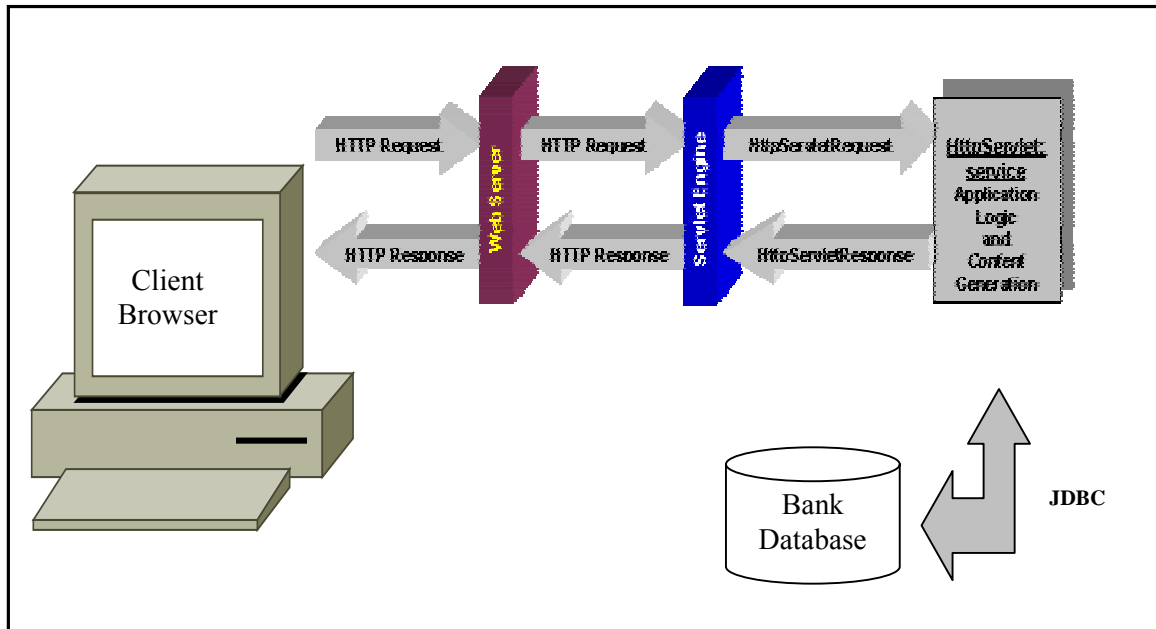 HTTP Request
HTTP Request
HttpServletRequest
HTTP Response
HTTP Response
HttpServletResponse
Web Server
Servlet Engine
HttpServlet:
service
Application
Logic
and
Content
Generation
Client
Browser
Bank
Database
JDBC